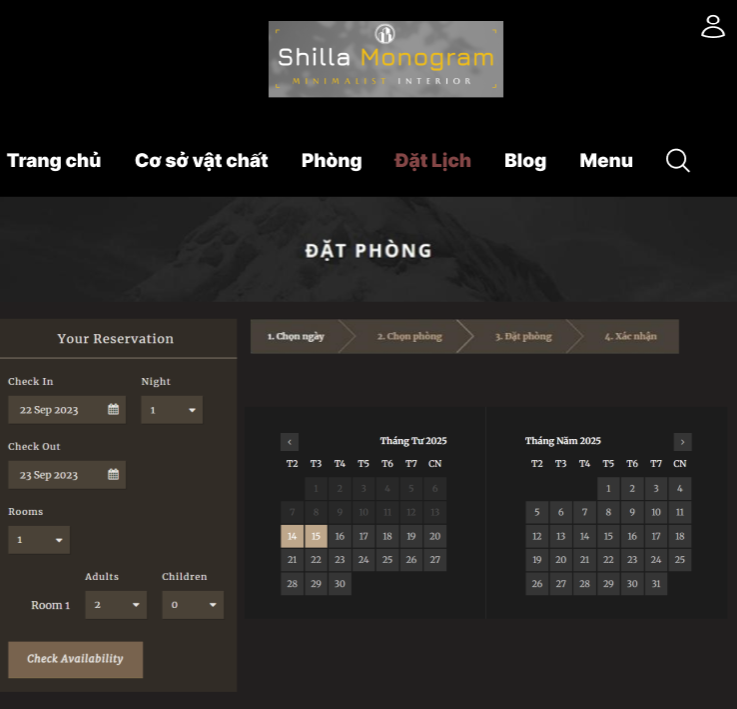 Shilla Monogram
MINIMALIST INTERIOR
Trang chủ Cơ sở vật chất Phòng Đặt Lịch Blog Menu
ĐẶT PHÒNG
Your Reservation
Check In Night
22 Sep 2023 1
Check Out
23 Sep 2023
Rooms
1
Adults Children
Room 1 2 0
Check Availability
1. Chọn ngày 2. Chọn phòng 3. Đặt phòng 4. Xác nhận
Tháng Tư 2025
T2 T3 T4 T5 T6 T7 CN
1 2 3 4 5 6
7 8 9 10 11 12 13
14 15 16 17 18 19 20
21 22 23 24 25 26 27
28 29 30
Tháng Năm 2025
T2 T3 T4 T5 T6 T7 CN
1 2 3 4
5 6 7 8 9 10 11
12 13 14 15 16 17 18
19 20 21 22 23 24 25
26 27 28 29 30 31